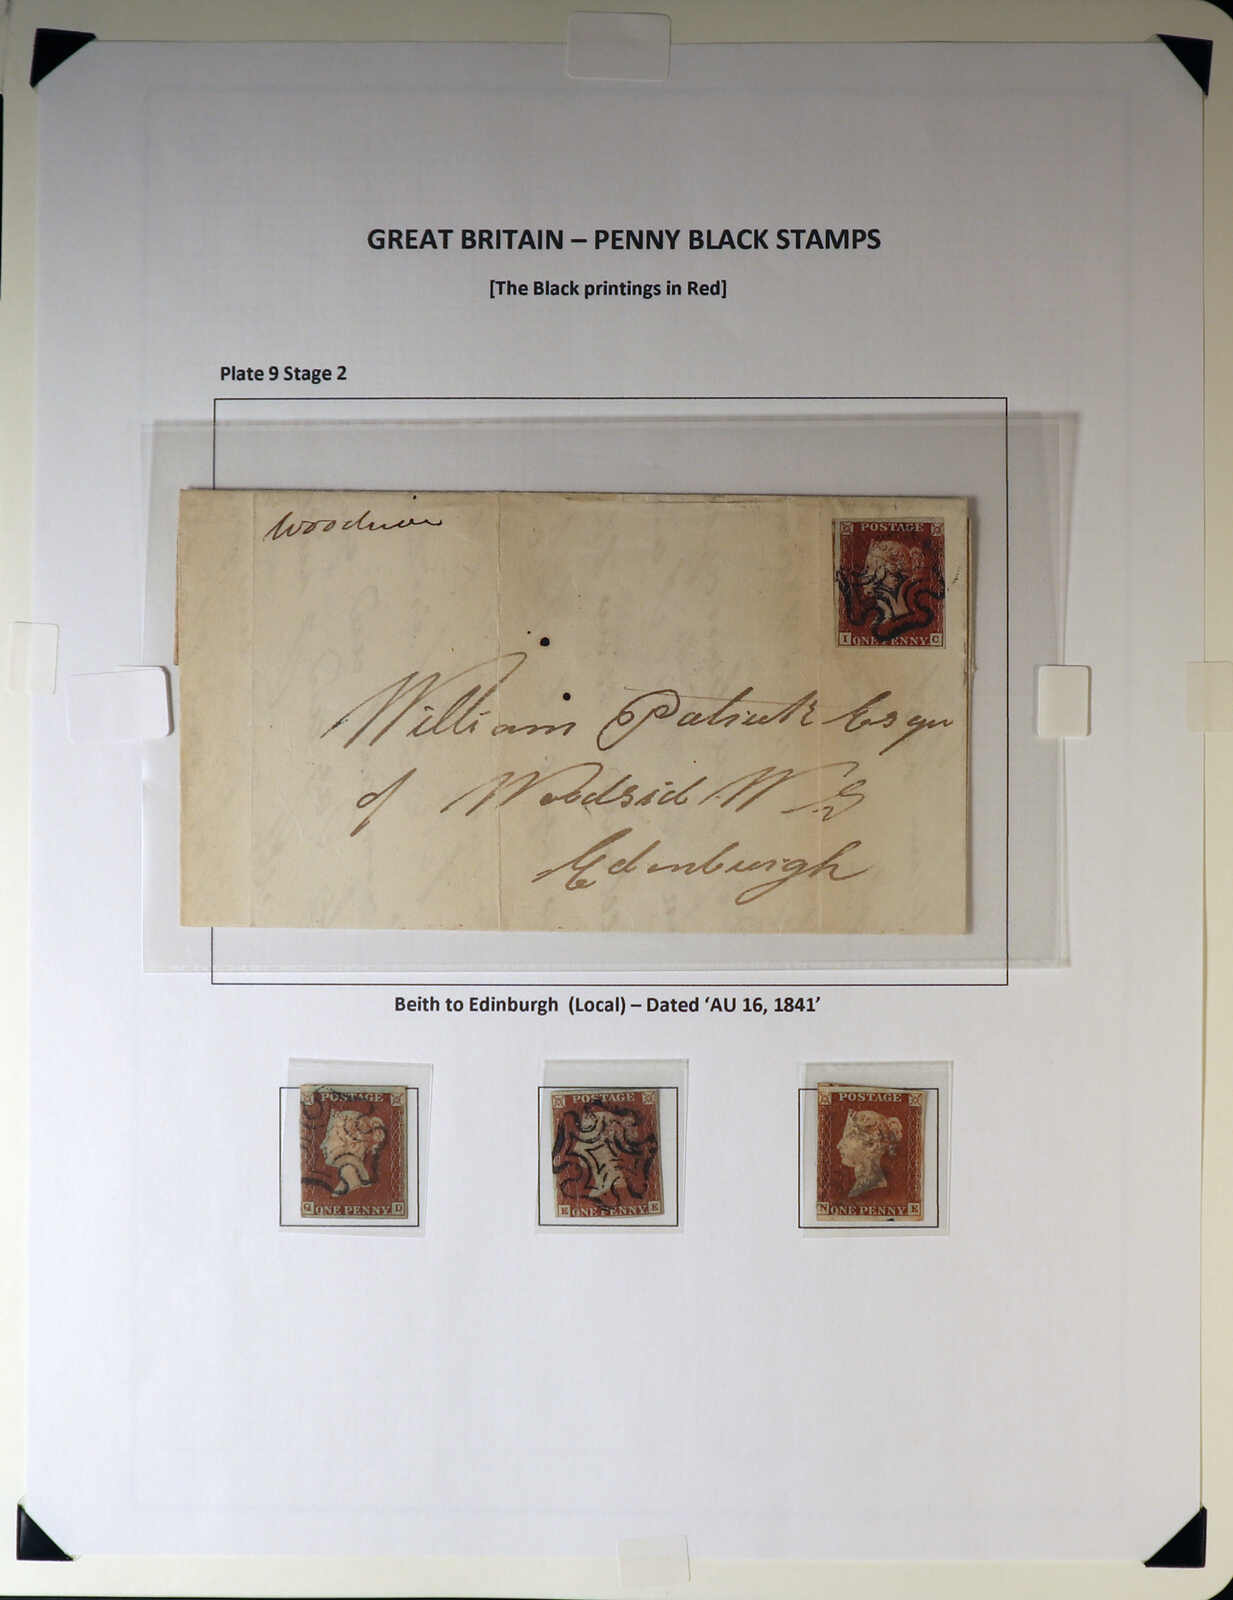 GREAT BRITAIN – PENNY BLACK STAMPS
[The Black printings in Red]
Plate 9 Stage 2
POSTAGE
I ONE PENNY C
William Patrick Esqr
of Woodside W S
Edinburgh
Beith to Edinburgh (Local) – Dated ‘AU 16, 1841’
POSTAGE
Q ONE PENNY D
POSTAGE
E ONE PENNY E
POSTAGE
N ONE PENNY E